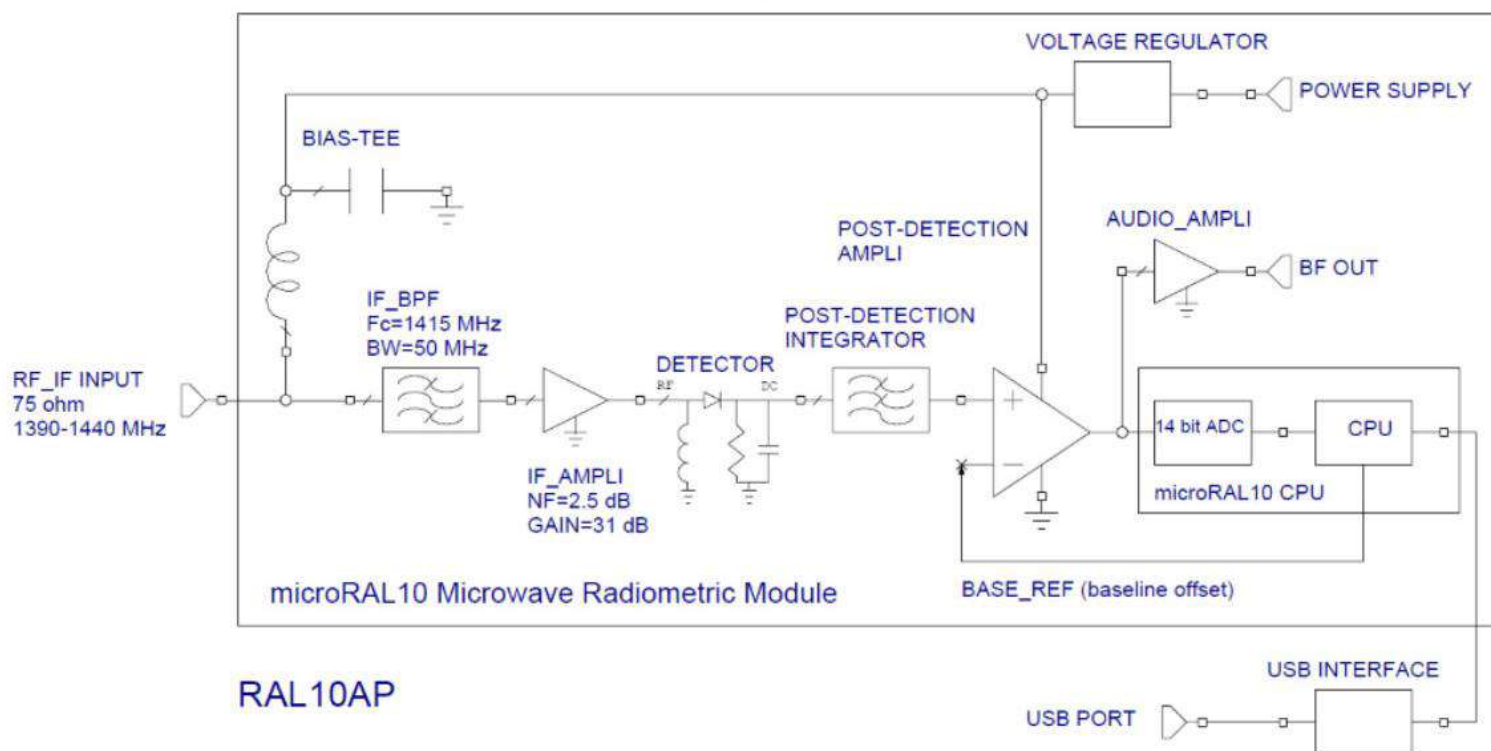 VOLTAGE REGULATOR
POWER SUPPLY
BIAS-TEE
POST-DETECTION
AMPLI
AUDIO_AMPLI
BF OUT
IF_BPF
Fc=1415 MHz
BW=50 MHz
POST-DETECTION
INTEGRATOR
DETECTOR
RF
DC
RF_IF INPUT
75 ohm
1390-1440 MHz
+
−
14 bit ADC
CPU
microRAL10 CPU
IF_AMPLI
NF=2.5 dB
GAIN=31 dB
microRAL10 Microwave Radiometric Module
BASE_REF (baseline offset)
RAL10AP
USB INTERFACE
USB PORT